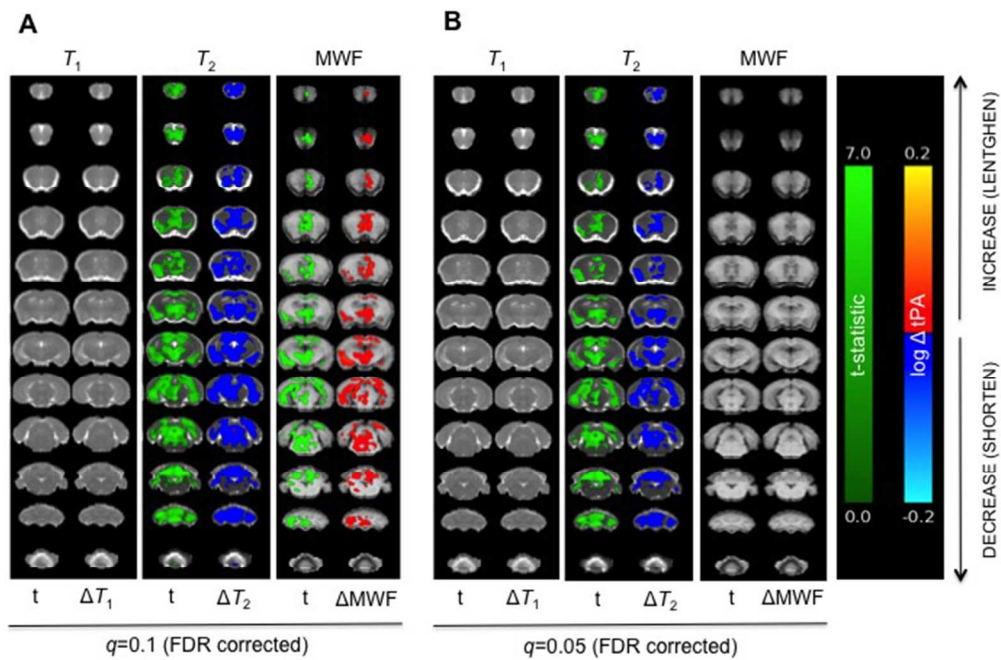 A
B
T1 T2 MWF
T1 T2 MWF
t ΔT1 t ΔT2 t ΔMWF
t ΔT1 t ΔT2 t ΔMWF
q=0.1 (FDR corrected)
q=0.05 (FDR corrected)
7.0 0.2
t-statistic
log Δ tPA
0.0 -0.2
INCREASE (LENTGHEN)
DECREASE (SHORTEN)